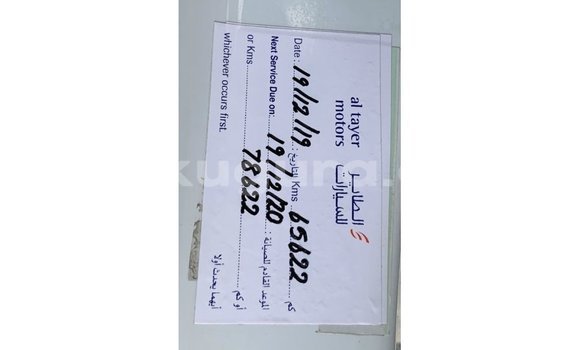 al tayer الطاير
motors للسيارات
Date: 19/12/19 التاريخ: Kms 65622 كم
Next Service Due on: 19/12/20 الموعد القادم للصيانة:
or Kms 78622 أو كم
whichever occurs first. أيهما يحدث أولا